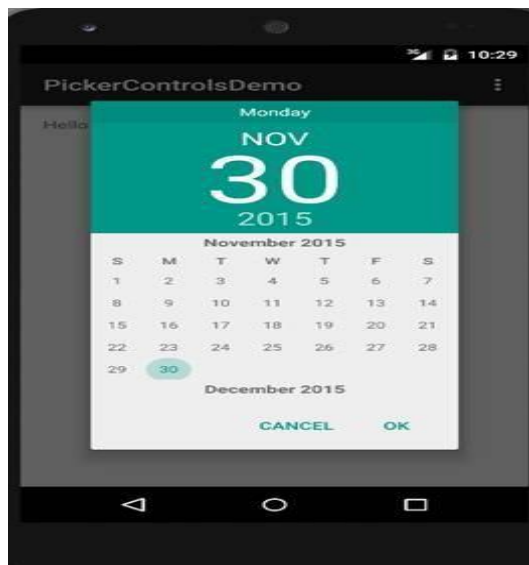 3G 10:29
PickerControlsDemo
Hello
Monday
NOV
30
2015
November 2015
S M T W T F S
1 2 3 4 5 6 7
8 9 10 11 12 13 14
15 16 17 18 19 20 21
22 23 24 25 26 27 28
29 30
December 2015
CANCEL OK